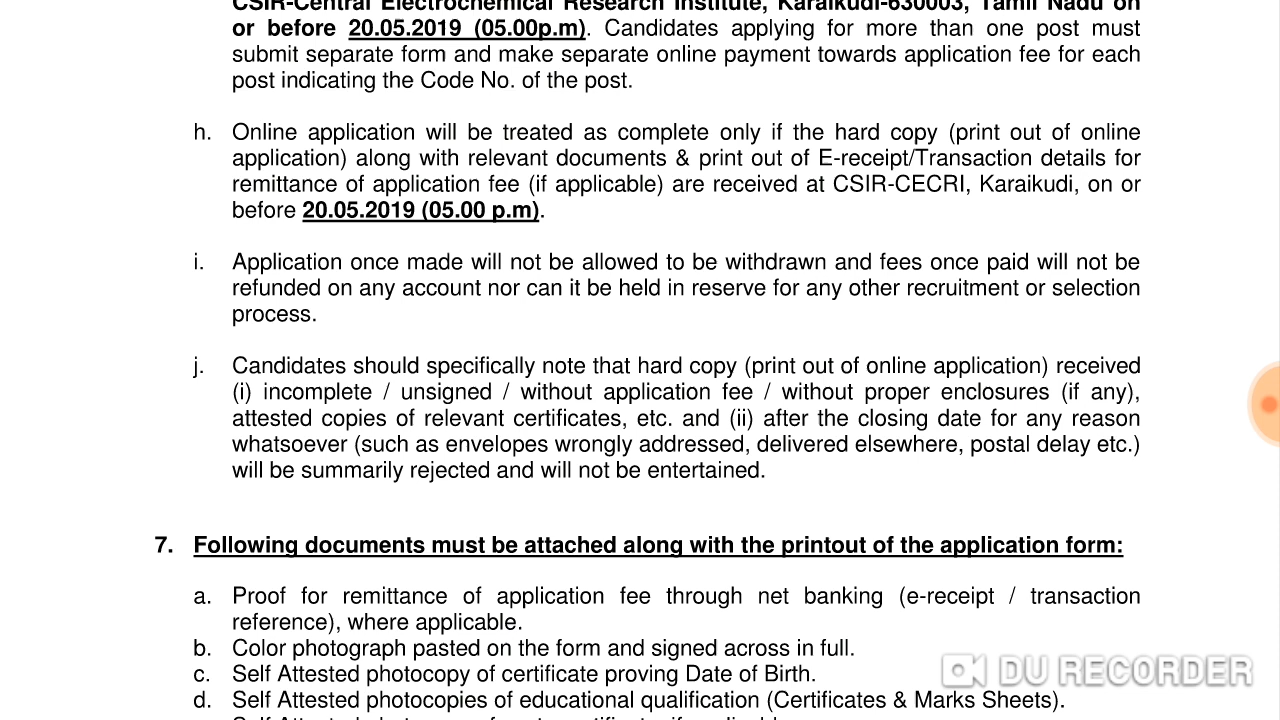 CSIR-Central Electrochemical Research Institute, Karaikudi-630003, Tamil Nadu on
or before 20.05.2019 (05.00p.m). Candidates applying for more than one post must
submit separate form and make separate online payment towards application fee for each
post indicating the Code No. of the post.
h. Online application will be treated as complete only if the hard copy (print out of online
application) along with relevant documents & print out of E-receipt/Transaction details for
remittance of application fee (if applicable) are received at CSIR-CECRI, Karaikudi, on or
before 20.05.2019 (05.00 p.m).
i. Application once made will not be allowed to be withdrawn and fees once paid will not be
refunded on any account nor can it be held in reserve for any other recruitment or selection
process.
j. Candidates should specifically note that hard copy (print out of online application) received
(i) incomplete / unsigned / without application fee / without proper enclosures (if any),
attested copies of relevant certificates, etc. and (ii) after the closing date for any reason
whatsoever (such as envelopes wrongly addressed, delivered elsewhere, postal delay etc.)
will be summarily rejected and will not be entertained.
7. Following documents must be attached along with the printout of the application form:
a. Proof for remittance of application fee through net banking (e-receipt / transaction
reference), where applicable.
b. Color photograph pasted on the form and signed across in full.
c. Self Attested photocopy of certificate proving Date of Birth.
d. Self Attested photocopies of educational qualification (Certificates & Marks Sheets).
DU RECORDER